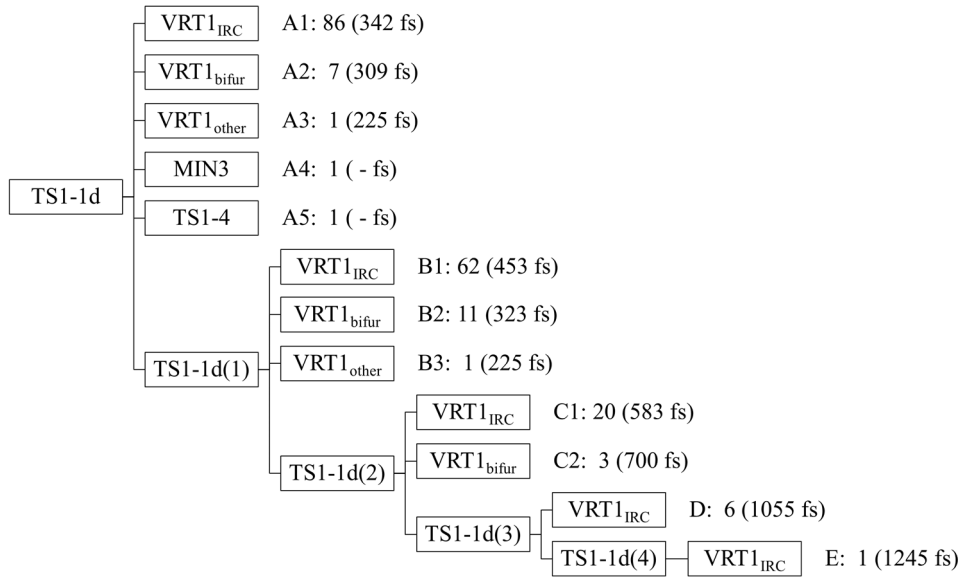 VRT1IRC A1: 86 (342 fs)
VRT1bifur A2: 7 (309 fs)
VRT1other A3: 1 (225 fs)
MIN3 A4: 1 ( - fs)
TS1-1d
TS1-4 A5: 1 ( - fs)
VRT1IRC B1: 62 (453 fs)
VRT1bifur B2: 11 (323 fs)
TS1-1d(1) VRT1other B3: 1 (225 fs)
VRT1IRC C1: 20 (583 fs)
TS1-1d(2) VRT1bifur C2: 3 (700 fs)
VRT1IRC D: 6 (1055 fs)
TS1-1d(3)
TS1-1d(4) VRT1IRC E: 1 (1245 fs)